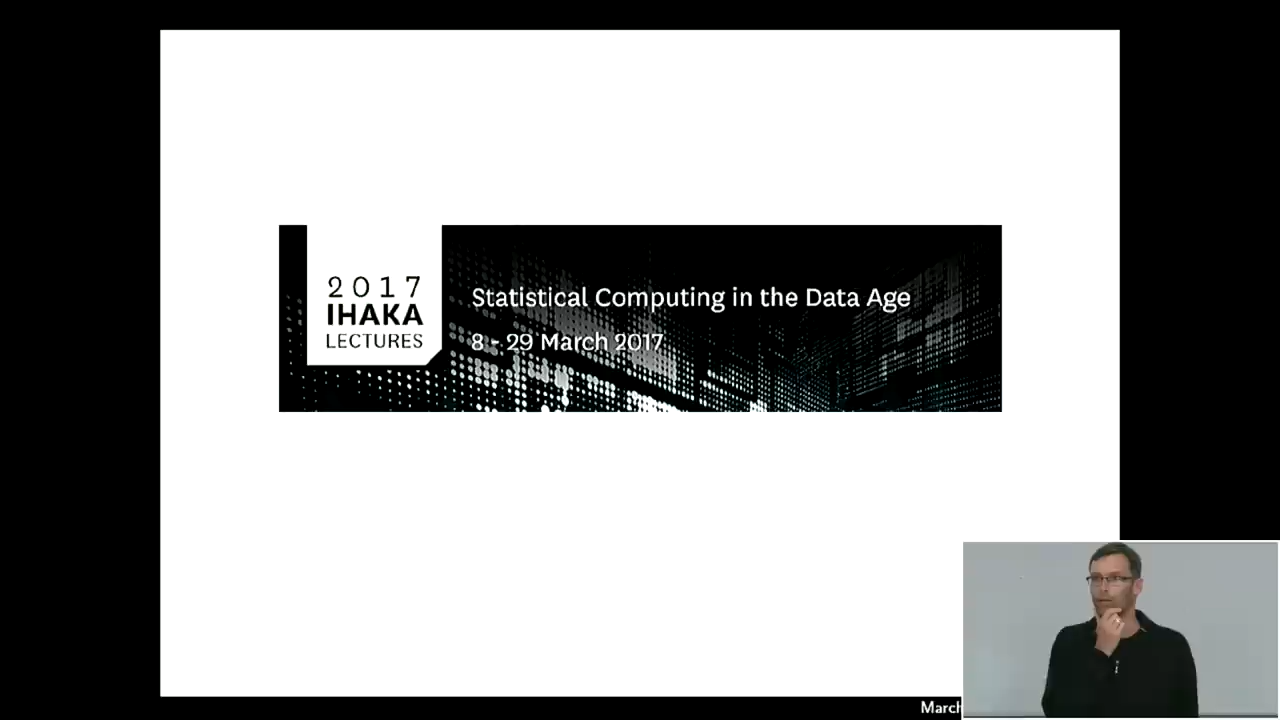 2017
IHAKA
LECTURES
Statistical Computing in the Data Age
8 - 29 March 2017
March